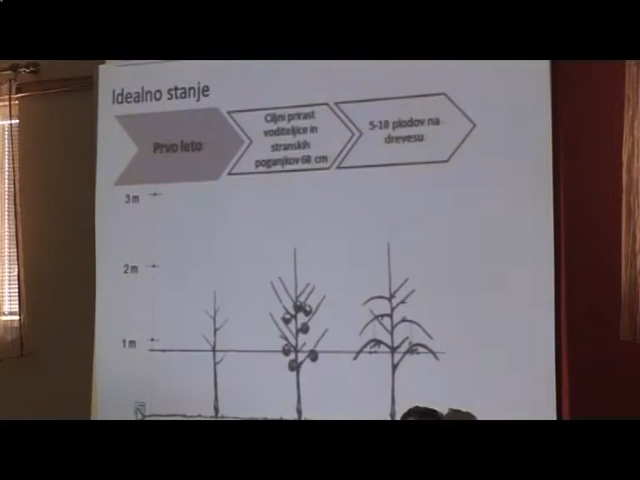 Idealno stanje
Prvo leto
Ciljni prirast
voditeljice in
stranskih
poganjkov 60 cm
5-10 plodov na
drevesu
3 m
2 m
1 m